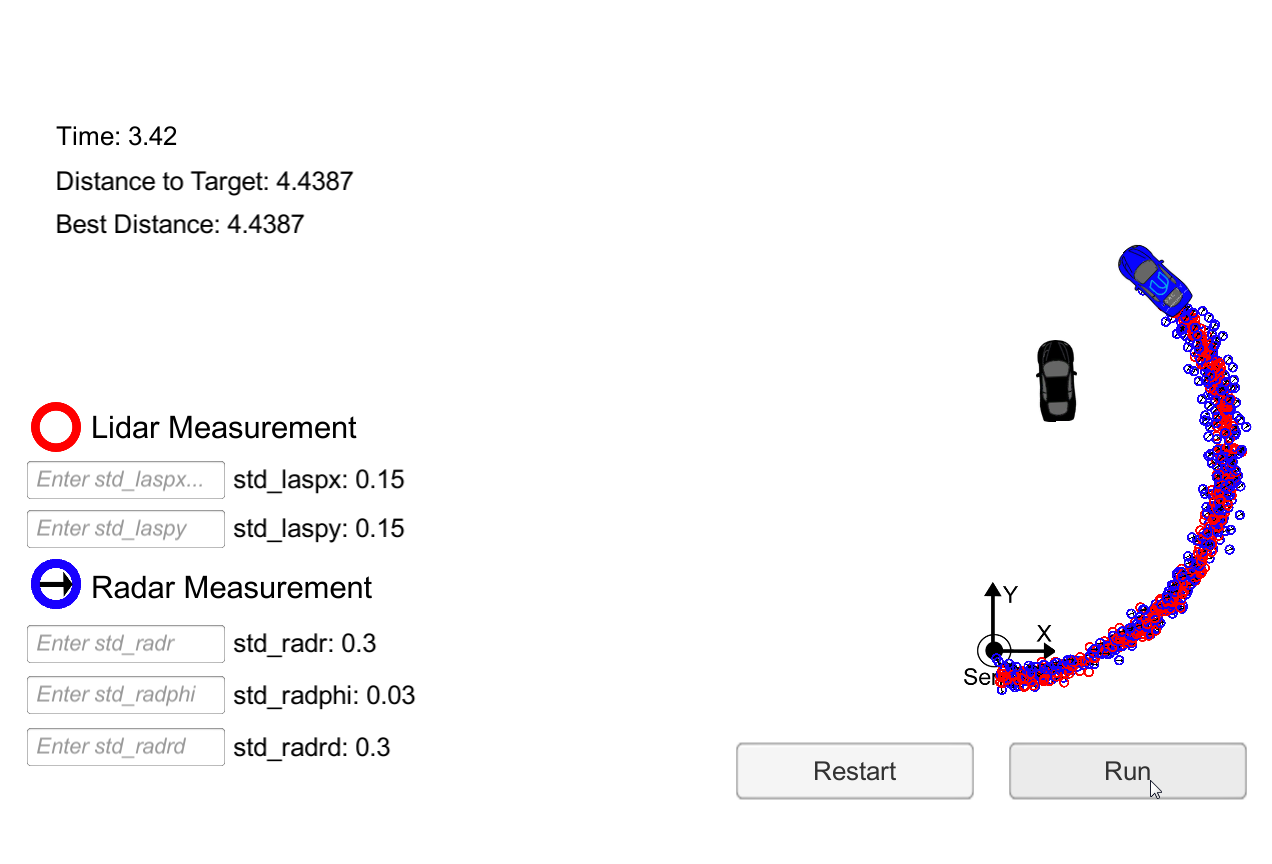 Time: 3.42
Distance to Target: 4.4387
Best Distance: 4.4387
Lidar Measurement
Enter std_laspx... std_laspx: 0.15
Enter std_laspy std_laspy: 0.15
Radar Measurement
Enter std_radr std_radr: 0.3
Enter std_radphi std_radphi: 0.03
Enter std_radrd std_radrd: 0.3
Y
X
Restart
Run